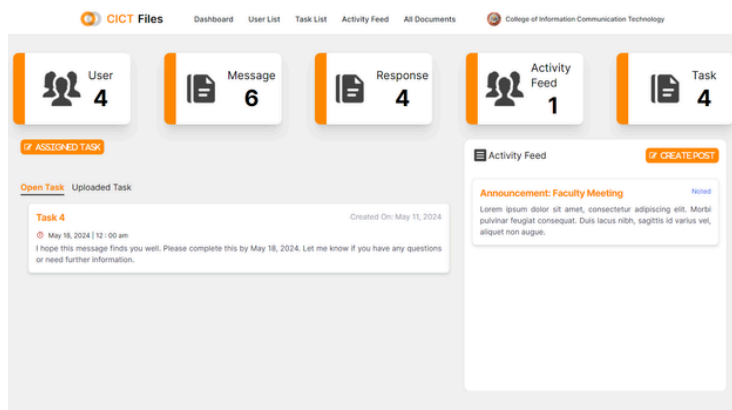 CICT Files
Dashboard User List Task List Activity Feed All Documents
College of Information Communication Technology
User
4
Message
6
Response
4
Activity
Feed
1
Task
4
ASSIGNED TASK
Open Task Uploaded Task
Task 4
Created On: May 11, 2024
May 18, 2024 | 12 : 00 am
I hope this message finds you well. Please complete this by May 18, 2024. Let me know if you have any questions
or need further information.
Activity Feed
CREATE POST
Announcement: Faculty Meeting
Noted
Lorem ipsum dolor sit amet, consectetur adipiscing elit. Morbi
pulvinar feugiat consequat. Duis lacus nibh, sagittis id varius vel,
aliquet non augue.